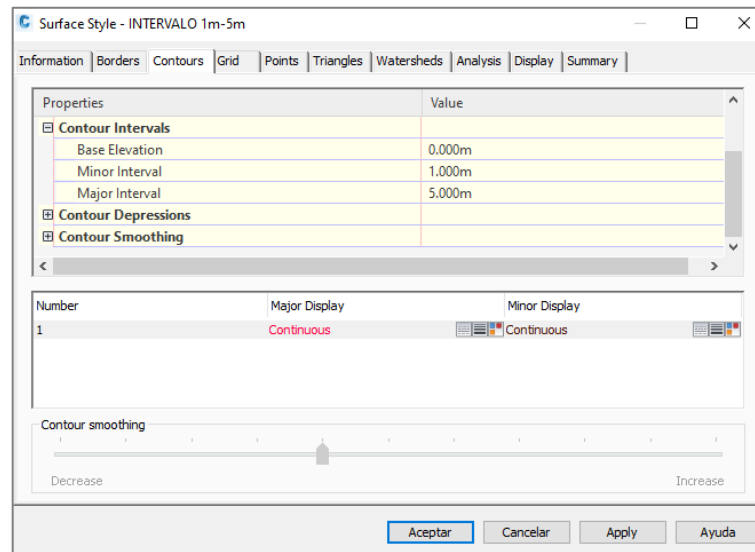 Surface Style - INTERVALO 1m-5m
Information Borders Contours Grid Points Triangles Watersheds Analysis Display Summary
Properties Value
Contour Intervals
Base Elevation 0.000m
Minor Interval 1.000m
Major Interval 5.000m
Contour Depressions
Contour Smoothing
Number Major Display Minor Display
1 Continuous Continuous
Contour smoothing
Decrease Increase
Aceptar Cancelar Apply Ayuda